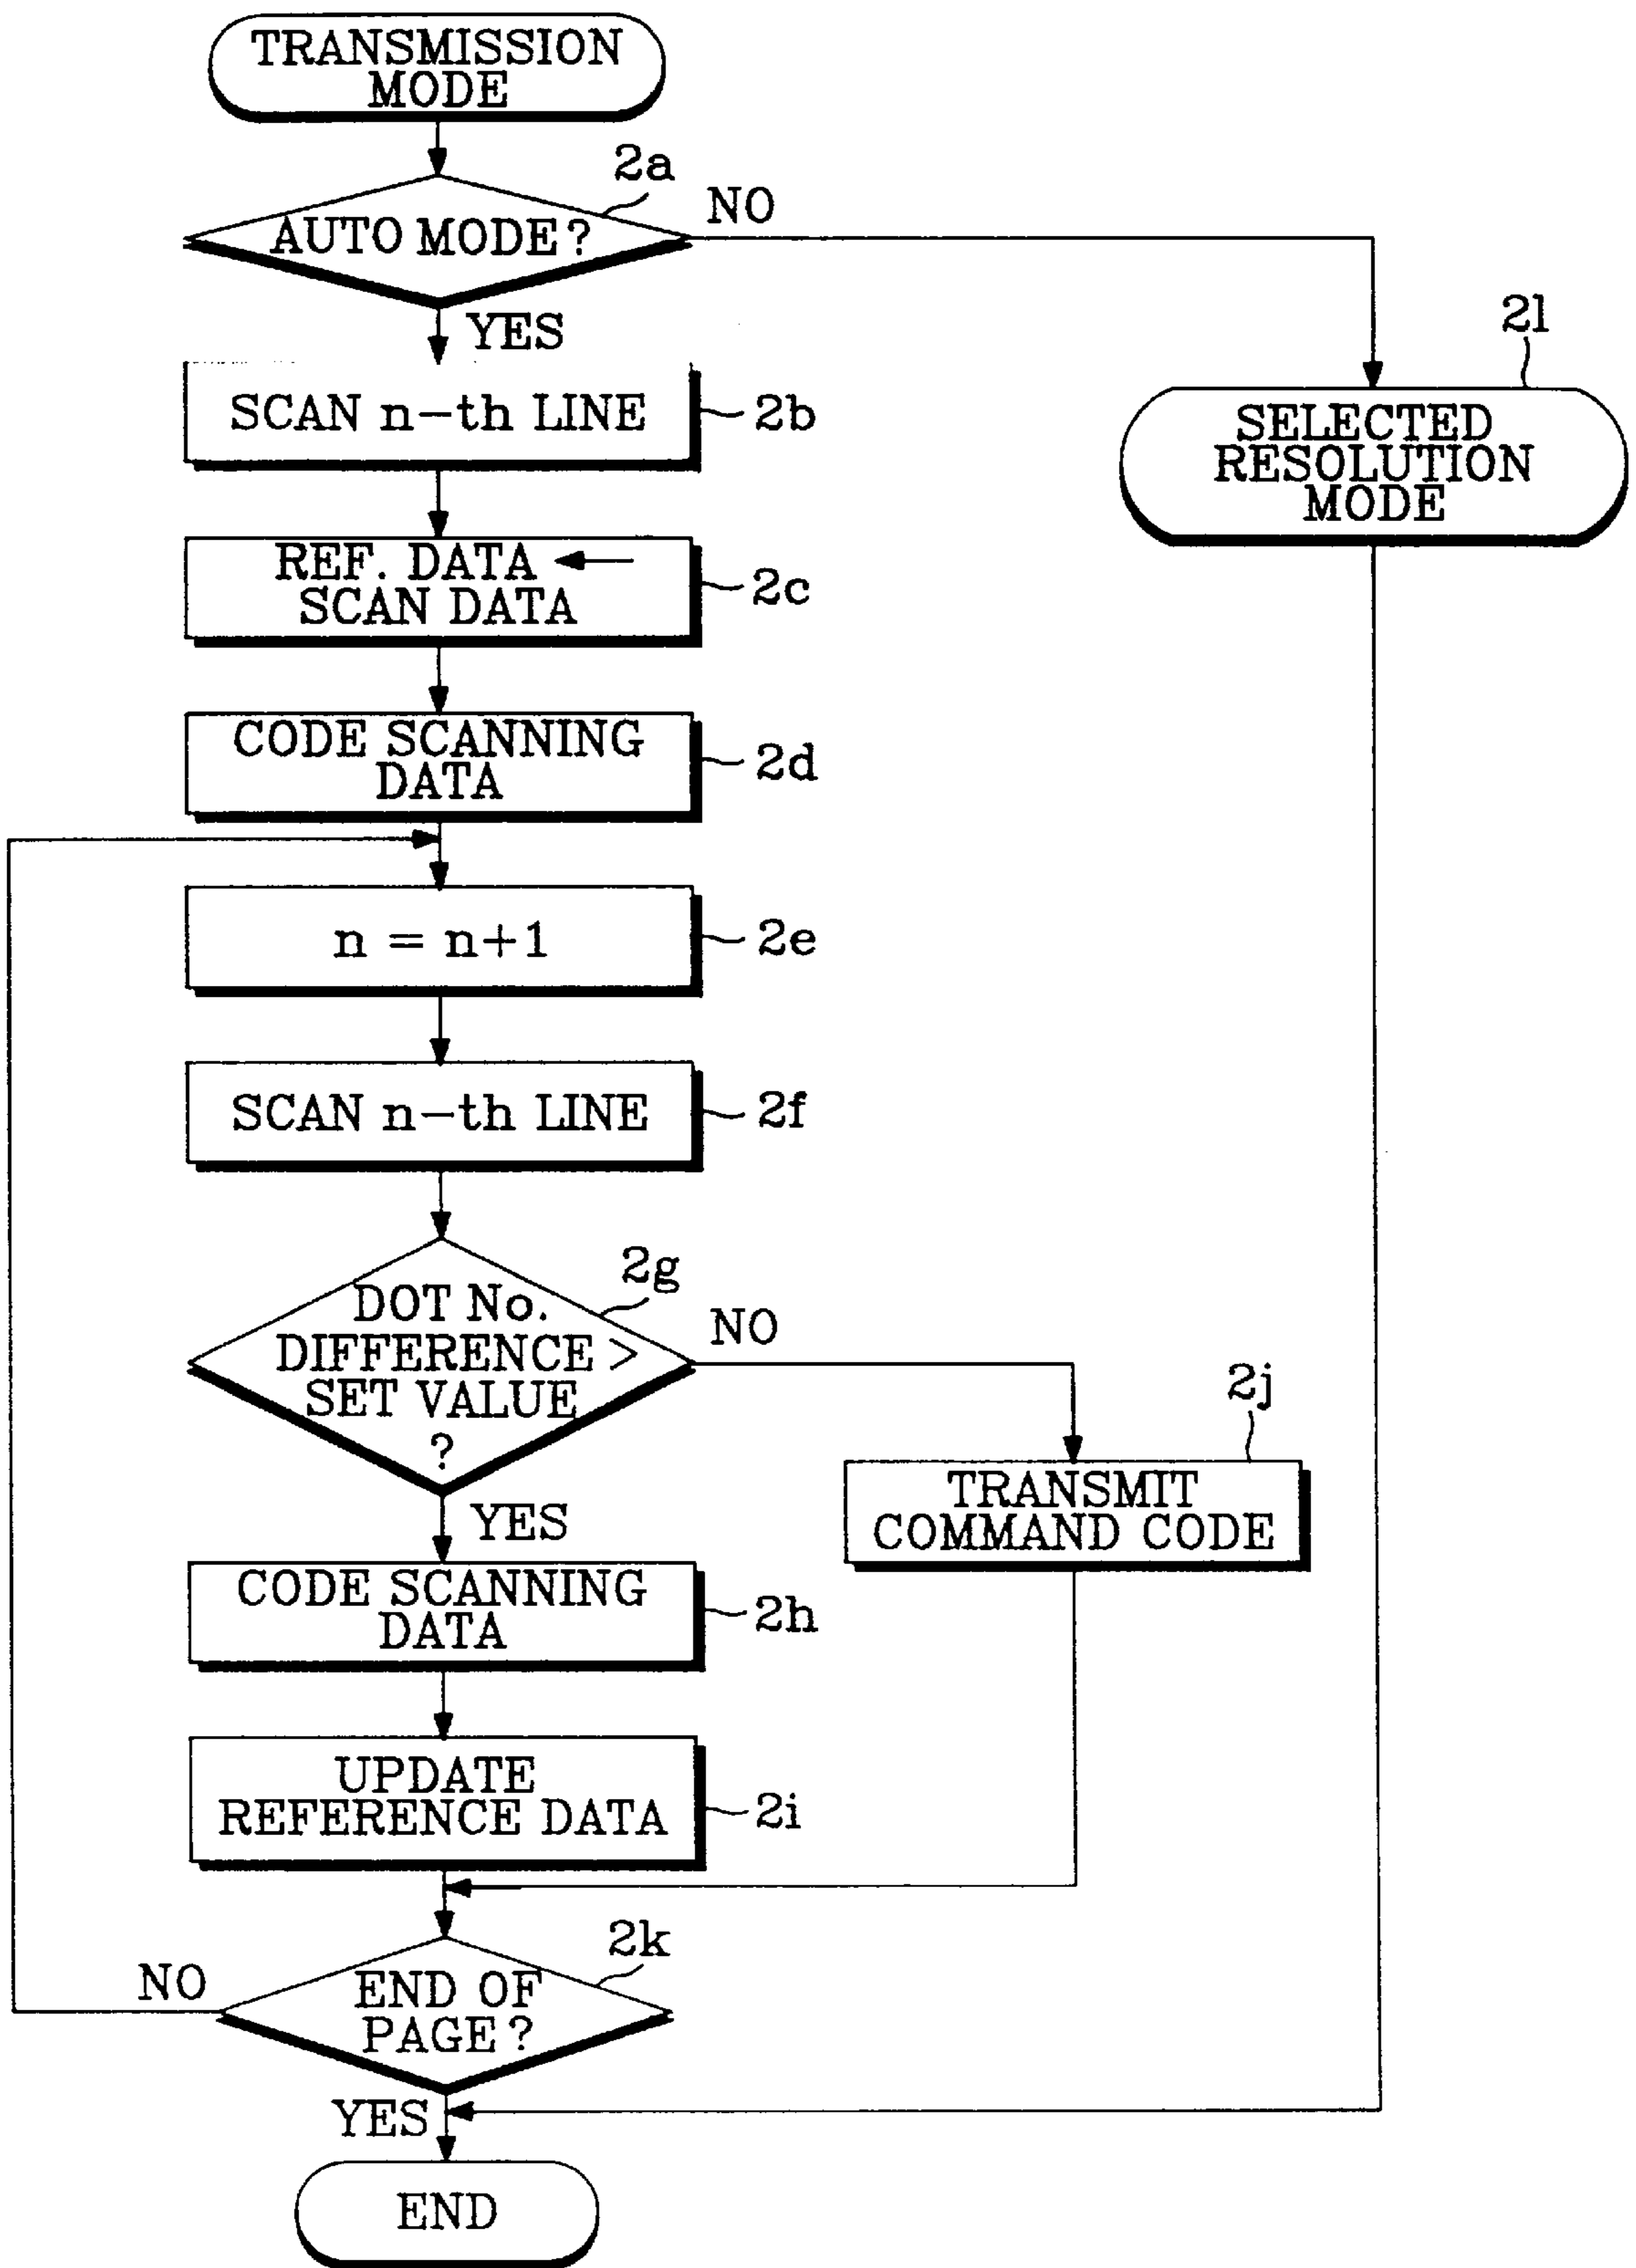 TRANSMISSION
MODE
2a
AUTO MODE?
NO
YES
2l
SELECTED
RESOLUTION
MODE
SCAN n-th LINE
2b
REF. DATA ←
SCAN DATA
2c
CODE SCANNING
DATA
2d
n = n+1
2e
SCAN n-th LINE
2f
2g
DOT No.
DIFFERENCE >
SET VALUE
?
NO
YES
2j
TRANSMIT
COMMAND CODE
CODE SCANNING
DATA
2h
UPDATE
REFERENCE DATA
2i
2k
END OF
PAGE?
NO
YES
END